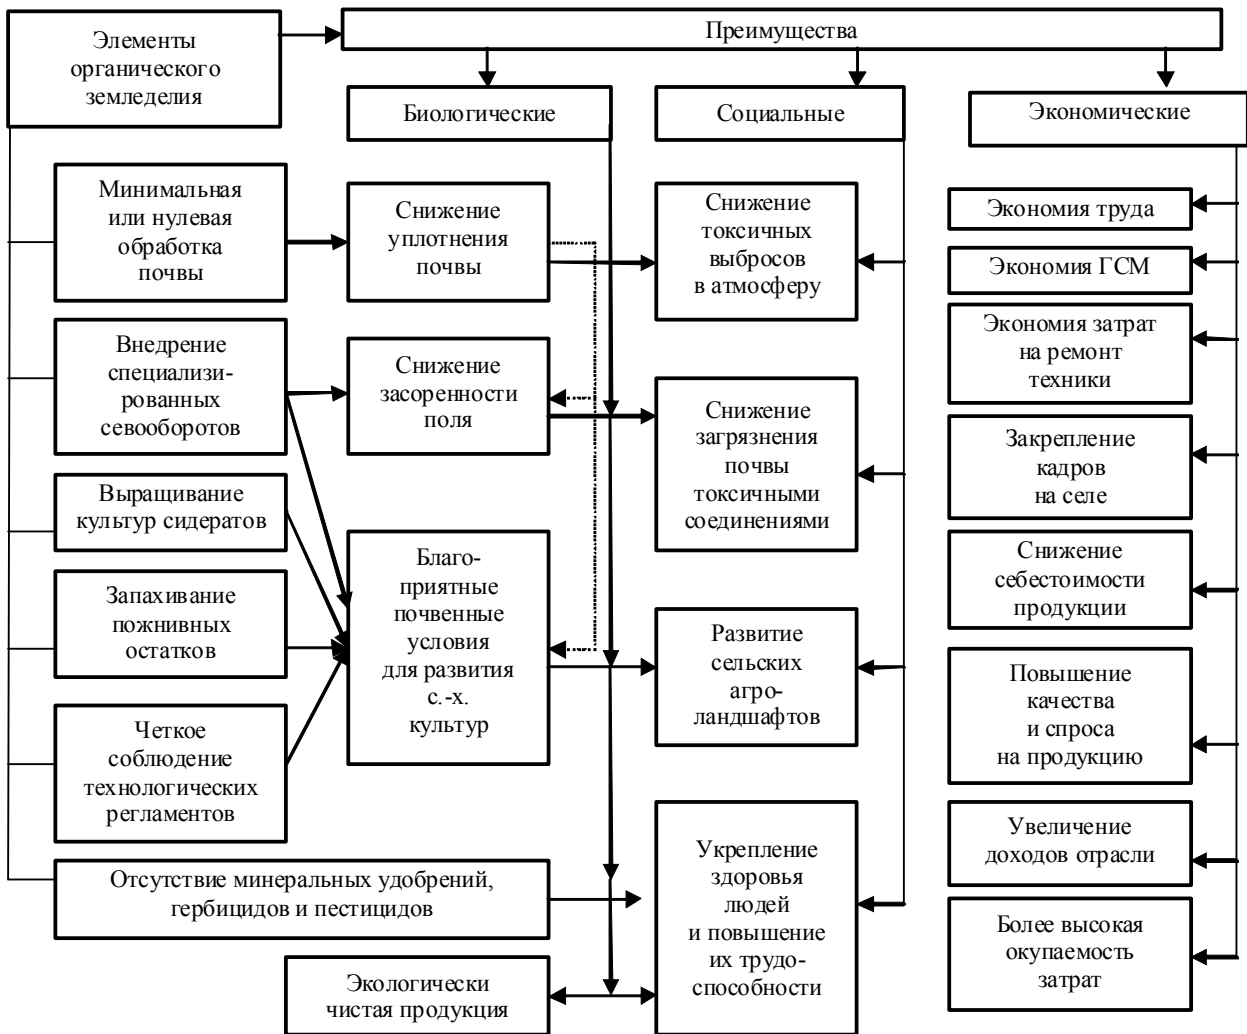 Элементы
органического
земледелия
Преимущества
Биологические
Социальные
Экономические
Минимальная
или нулевая
обработка
почвы
Снижение
уплотнения
почвы
Снижение
токсичных
выбросов
в атмосферу
Экономия труда
Экономия ГСМ
Экономия затрат
на ремонт
техники
Внедрение
специализи-
рованных
севооборотов
Снижение
засоренности
поля
Снижение
загрязнения
почвы
токсичными
соединениями
Закрепление
кадров
на селе
Выращивание
культур сидератов
Запахивание
пожнивных
остатков
Четкое
соблюдение
технологических
регламентов
Благо-
приятные
почвенные
условия
для развития
с.-х.
культур
Развитие
сельских
агро-
ландшафтов
Снижение
себестоимости
продукции
Повышение
качества
и спроса
на продукцию
Отсутствие минеральных удобрений,
гербицидов и пестицидов
Экологически
чистая продукция
Укрепление
здоровья
людей
и повышение
их трудо-
способности
Увеличение
доходов отрасли
Более высокая
окупаемость
затрат